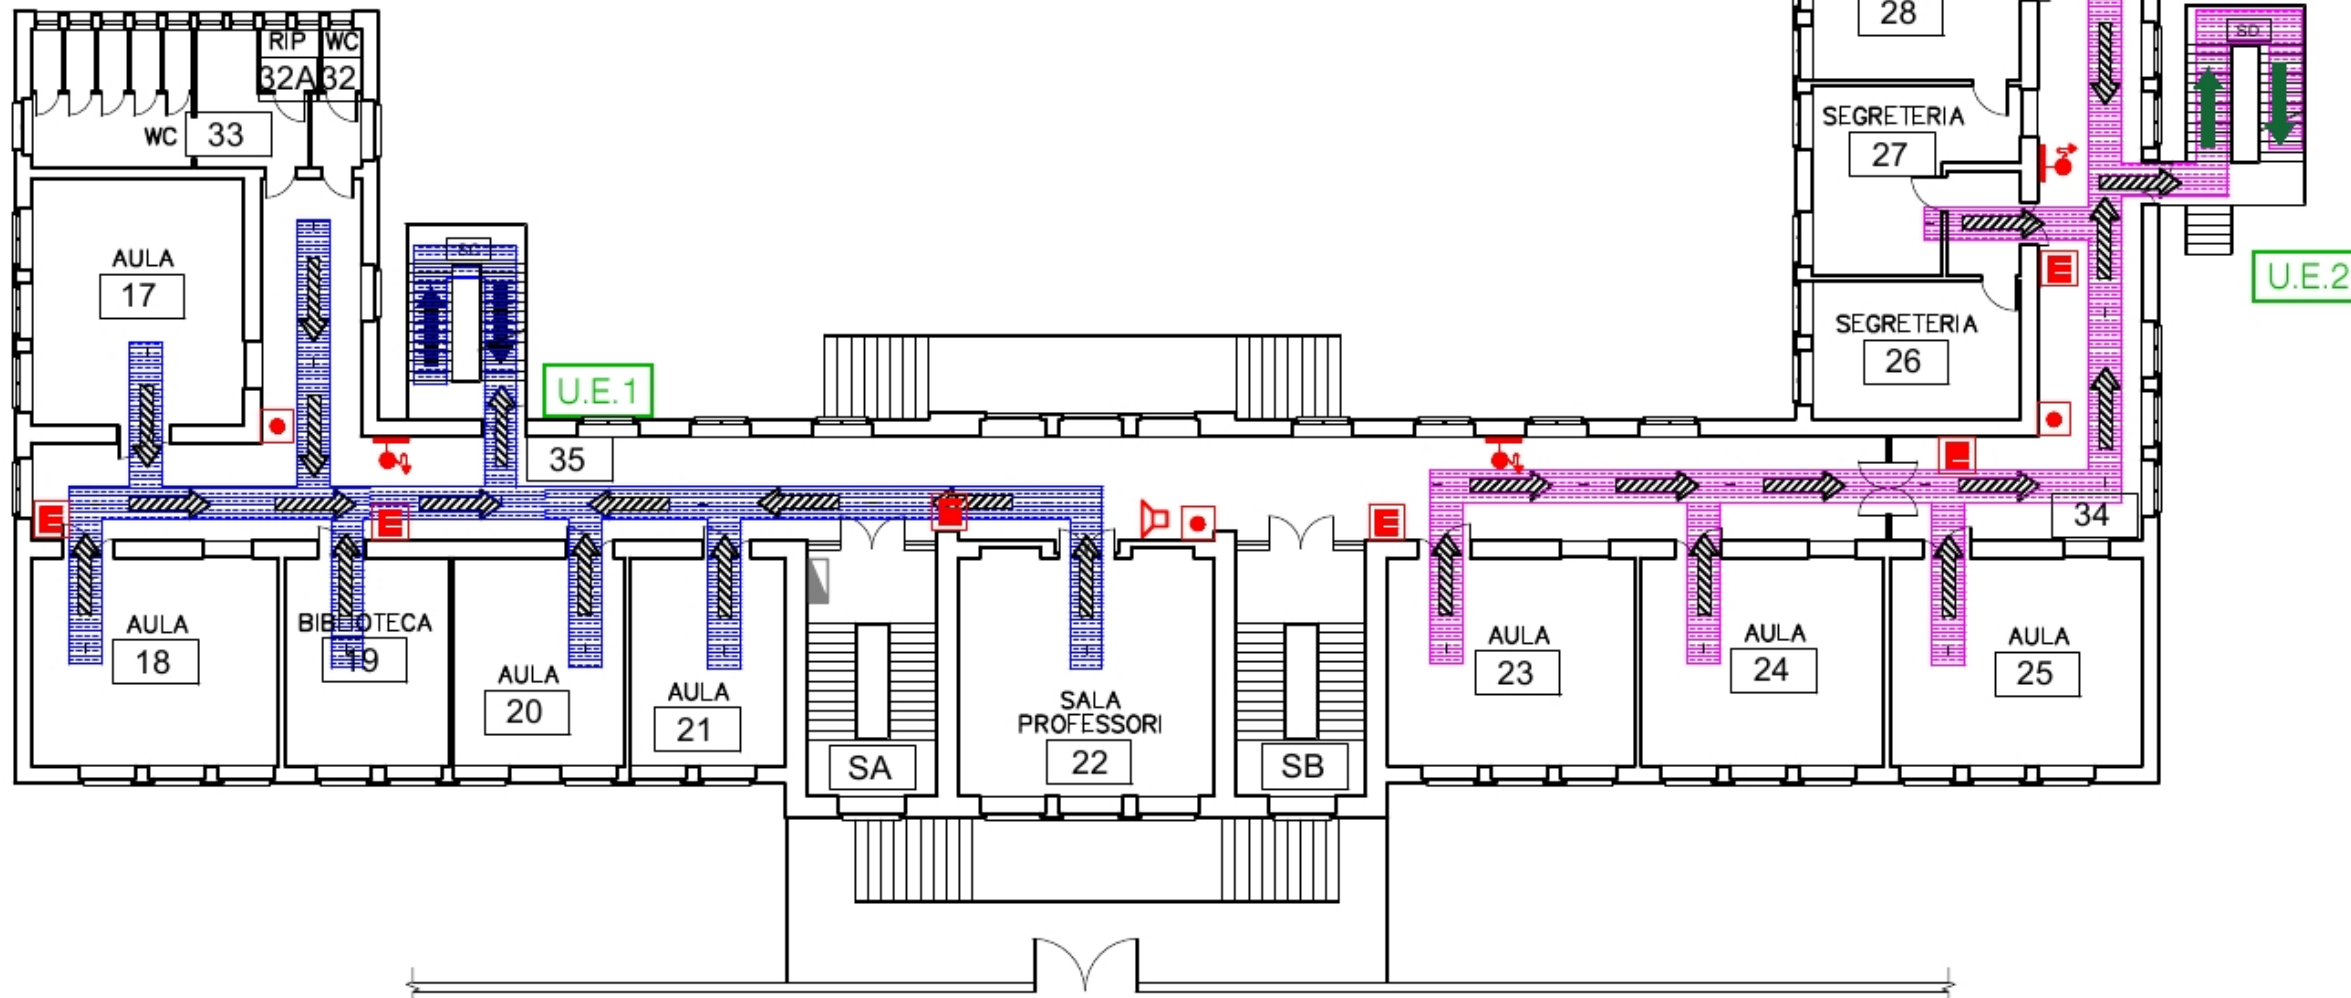 28
SD
RIP
WC
32A
32
WC
33
SEGRETERIA
27
AULA
17
U.E.2
SEGRETERIA
26
U.E.1
35
34
E
E
E
E
E
AULA
18
BIBLIOTECA
19
AULA
20
AULA
21
SA
SALA
PROFESSORI
22
SB
AULA
23
AULA
24
AULA
25